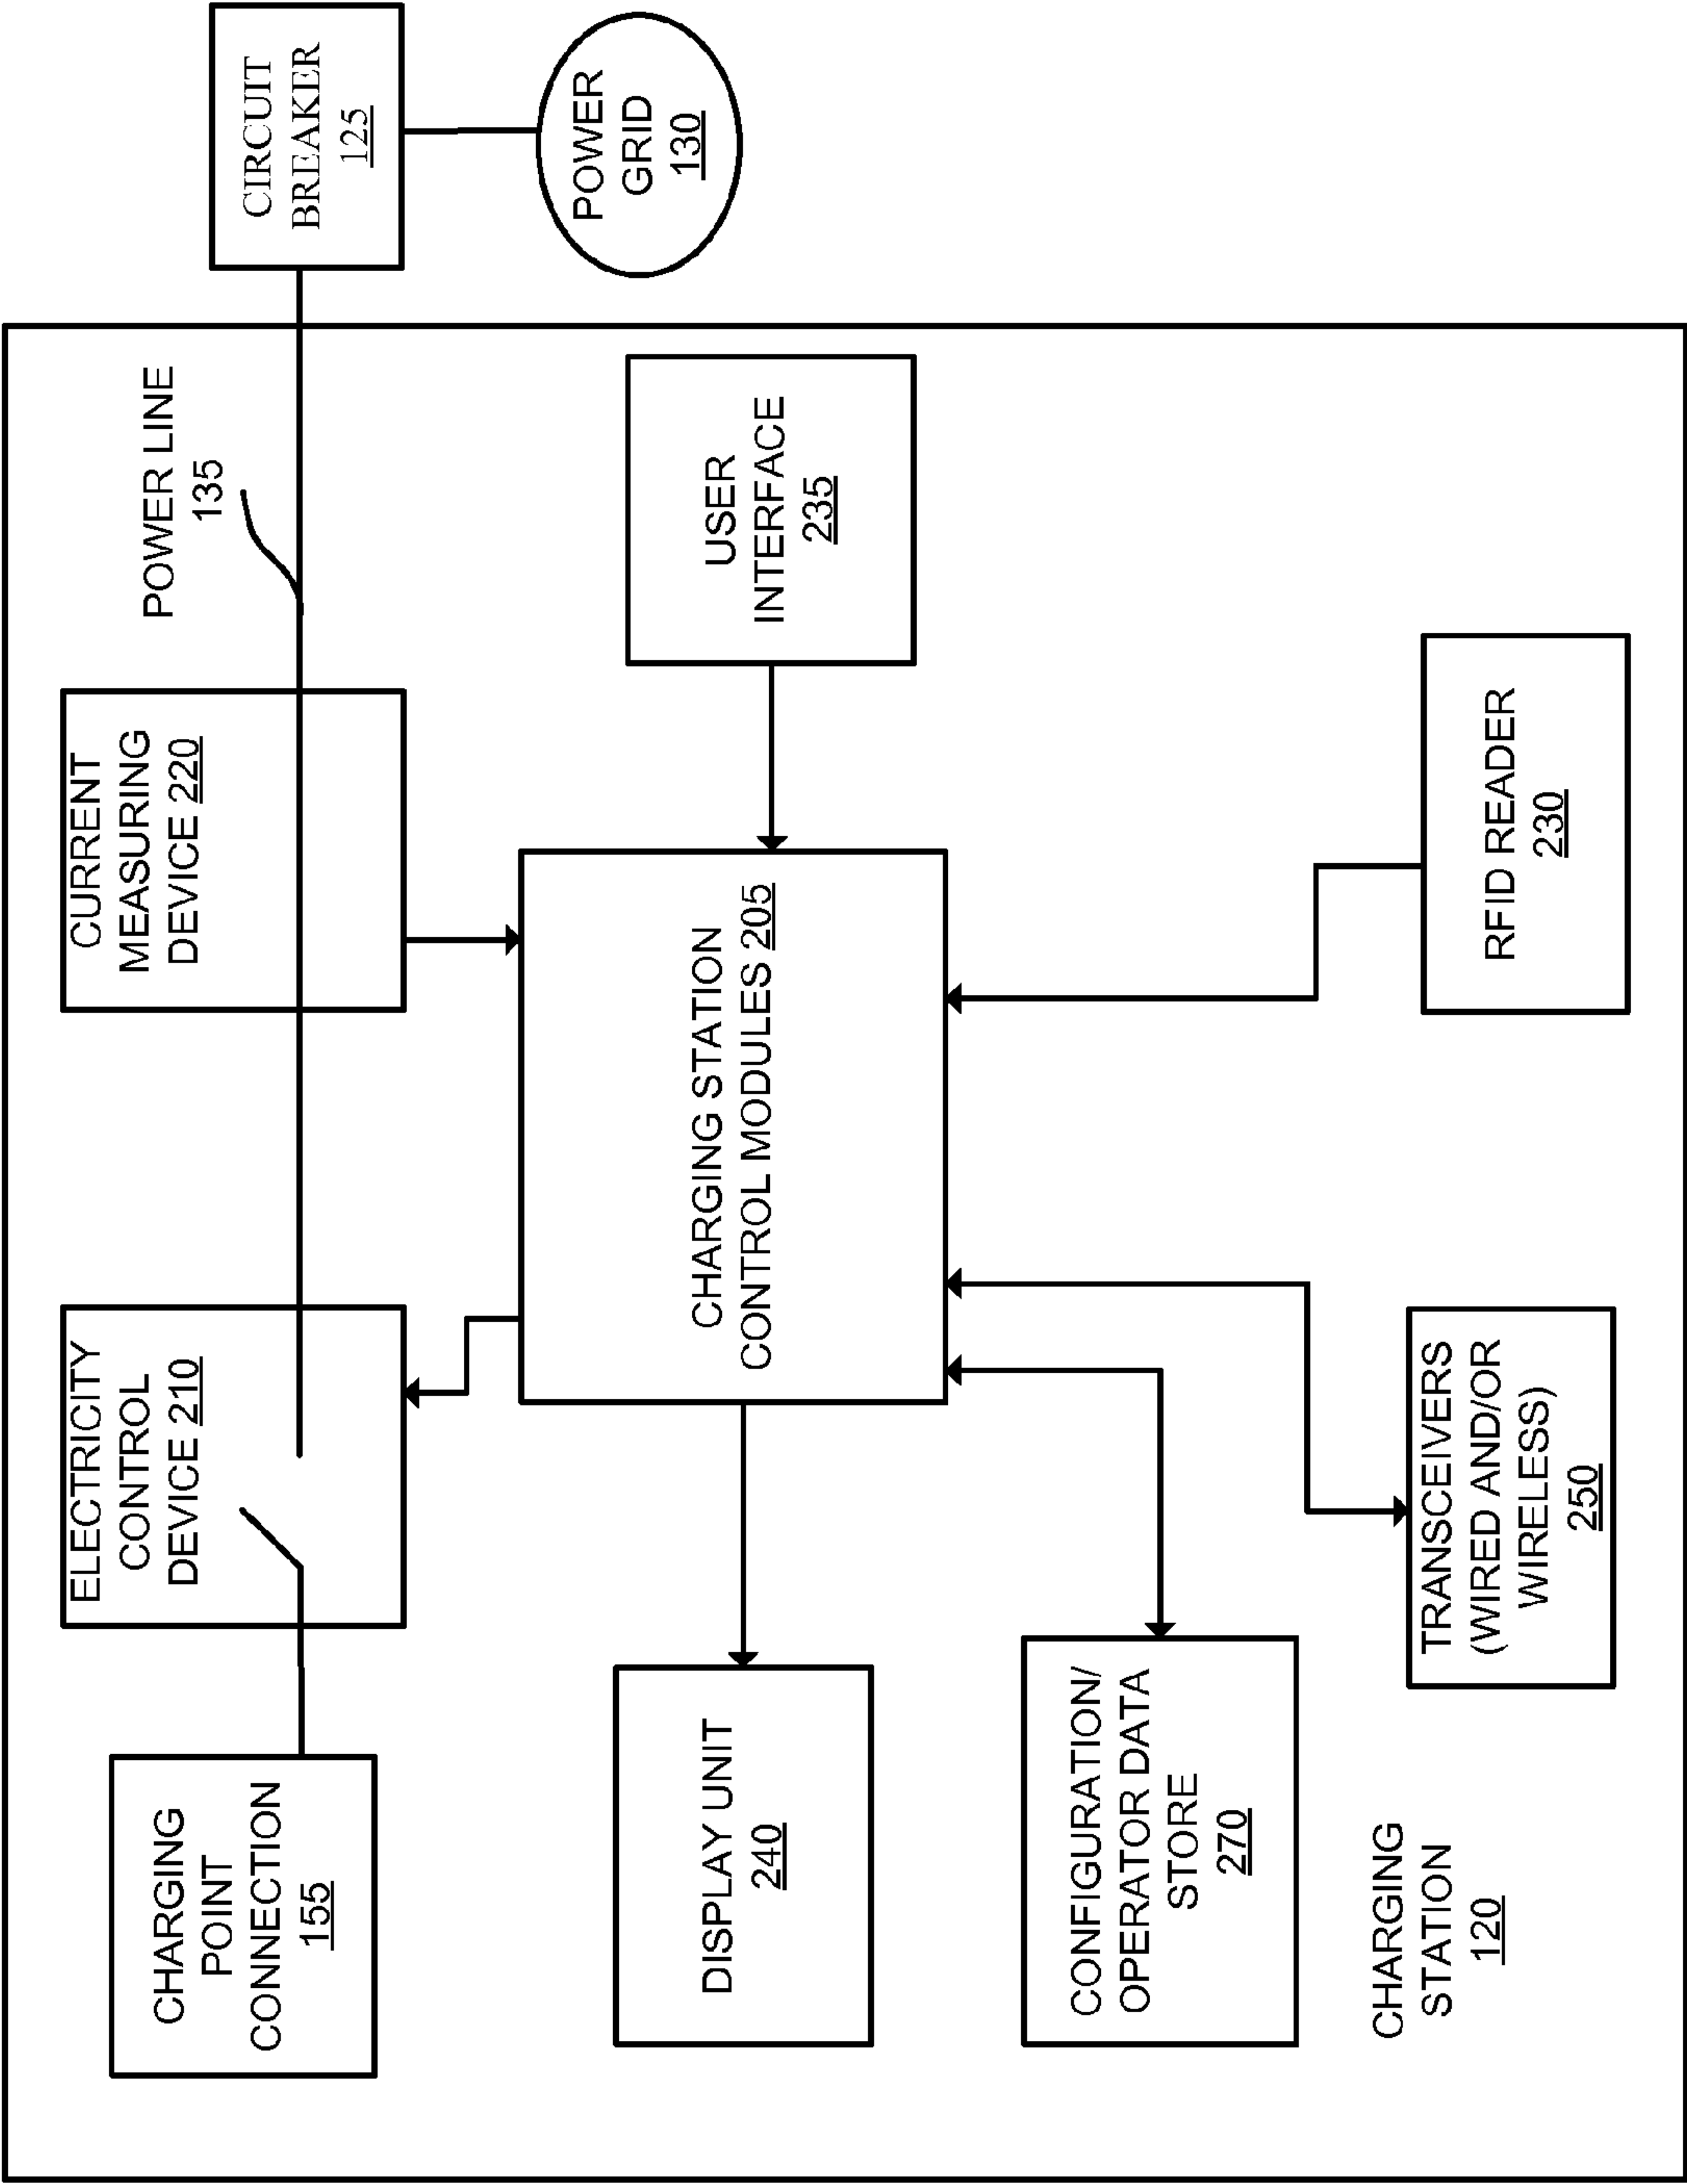 CHARGING
POINT
CONNECTION
155
ELECTRICITY
CONTROL
DEVICE 210
CURRENT
MEASURING
DEVICE 220
POWER LINE
135
CIRCUIT
BREAKER
125
POWER
GRID
130
DISPLAY UNIT
240
CHARGING STATION
CONTROL MODULES 205
USER
INTERFACE
235
CONFIGURATION/
OPERATOR DATA
STORE
270
TRANSCEIVERS
(WIRED AND/OR
WIRELESS)
250
RFID READER
230
CHARGING
STATION
120